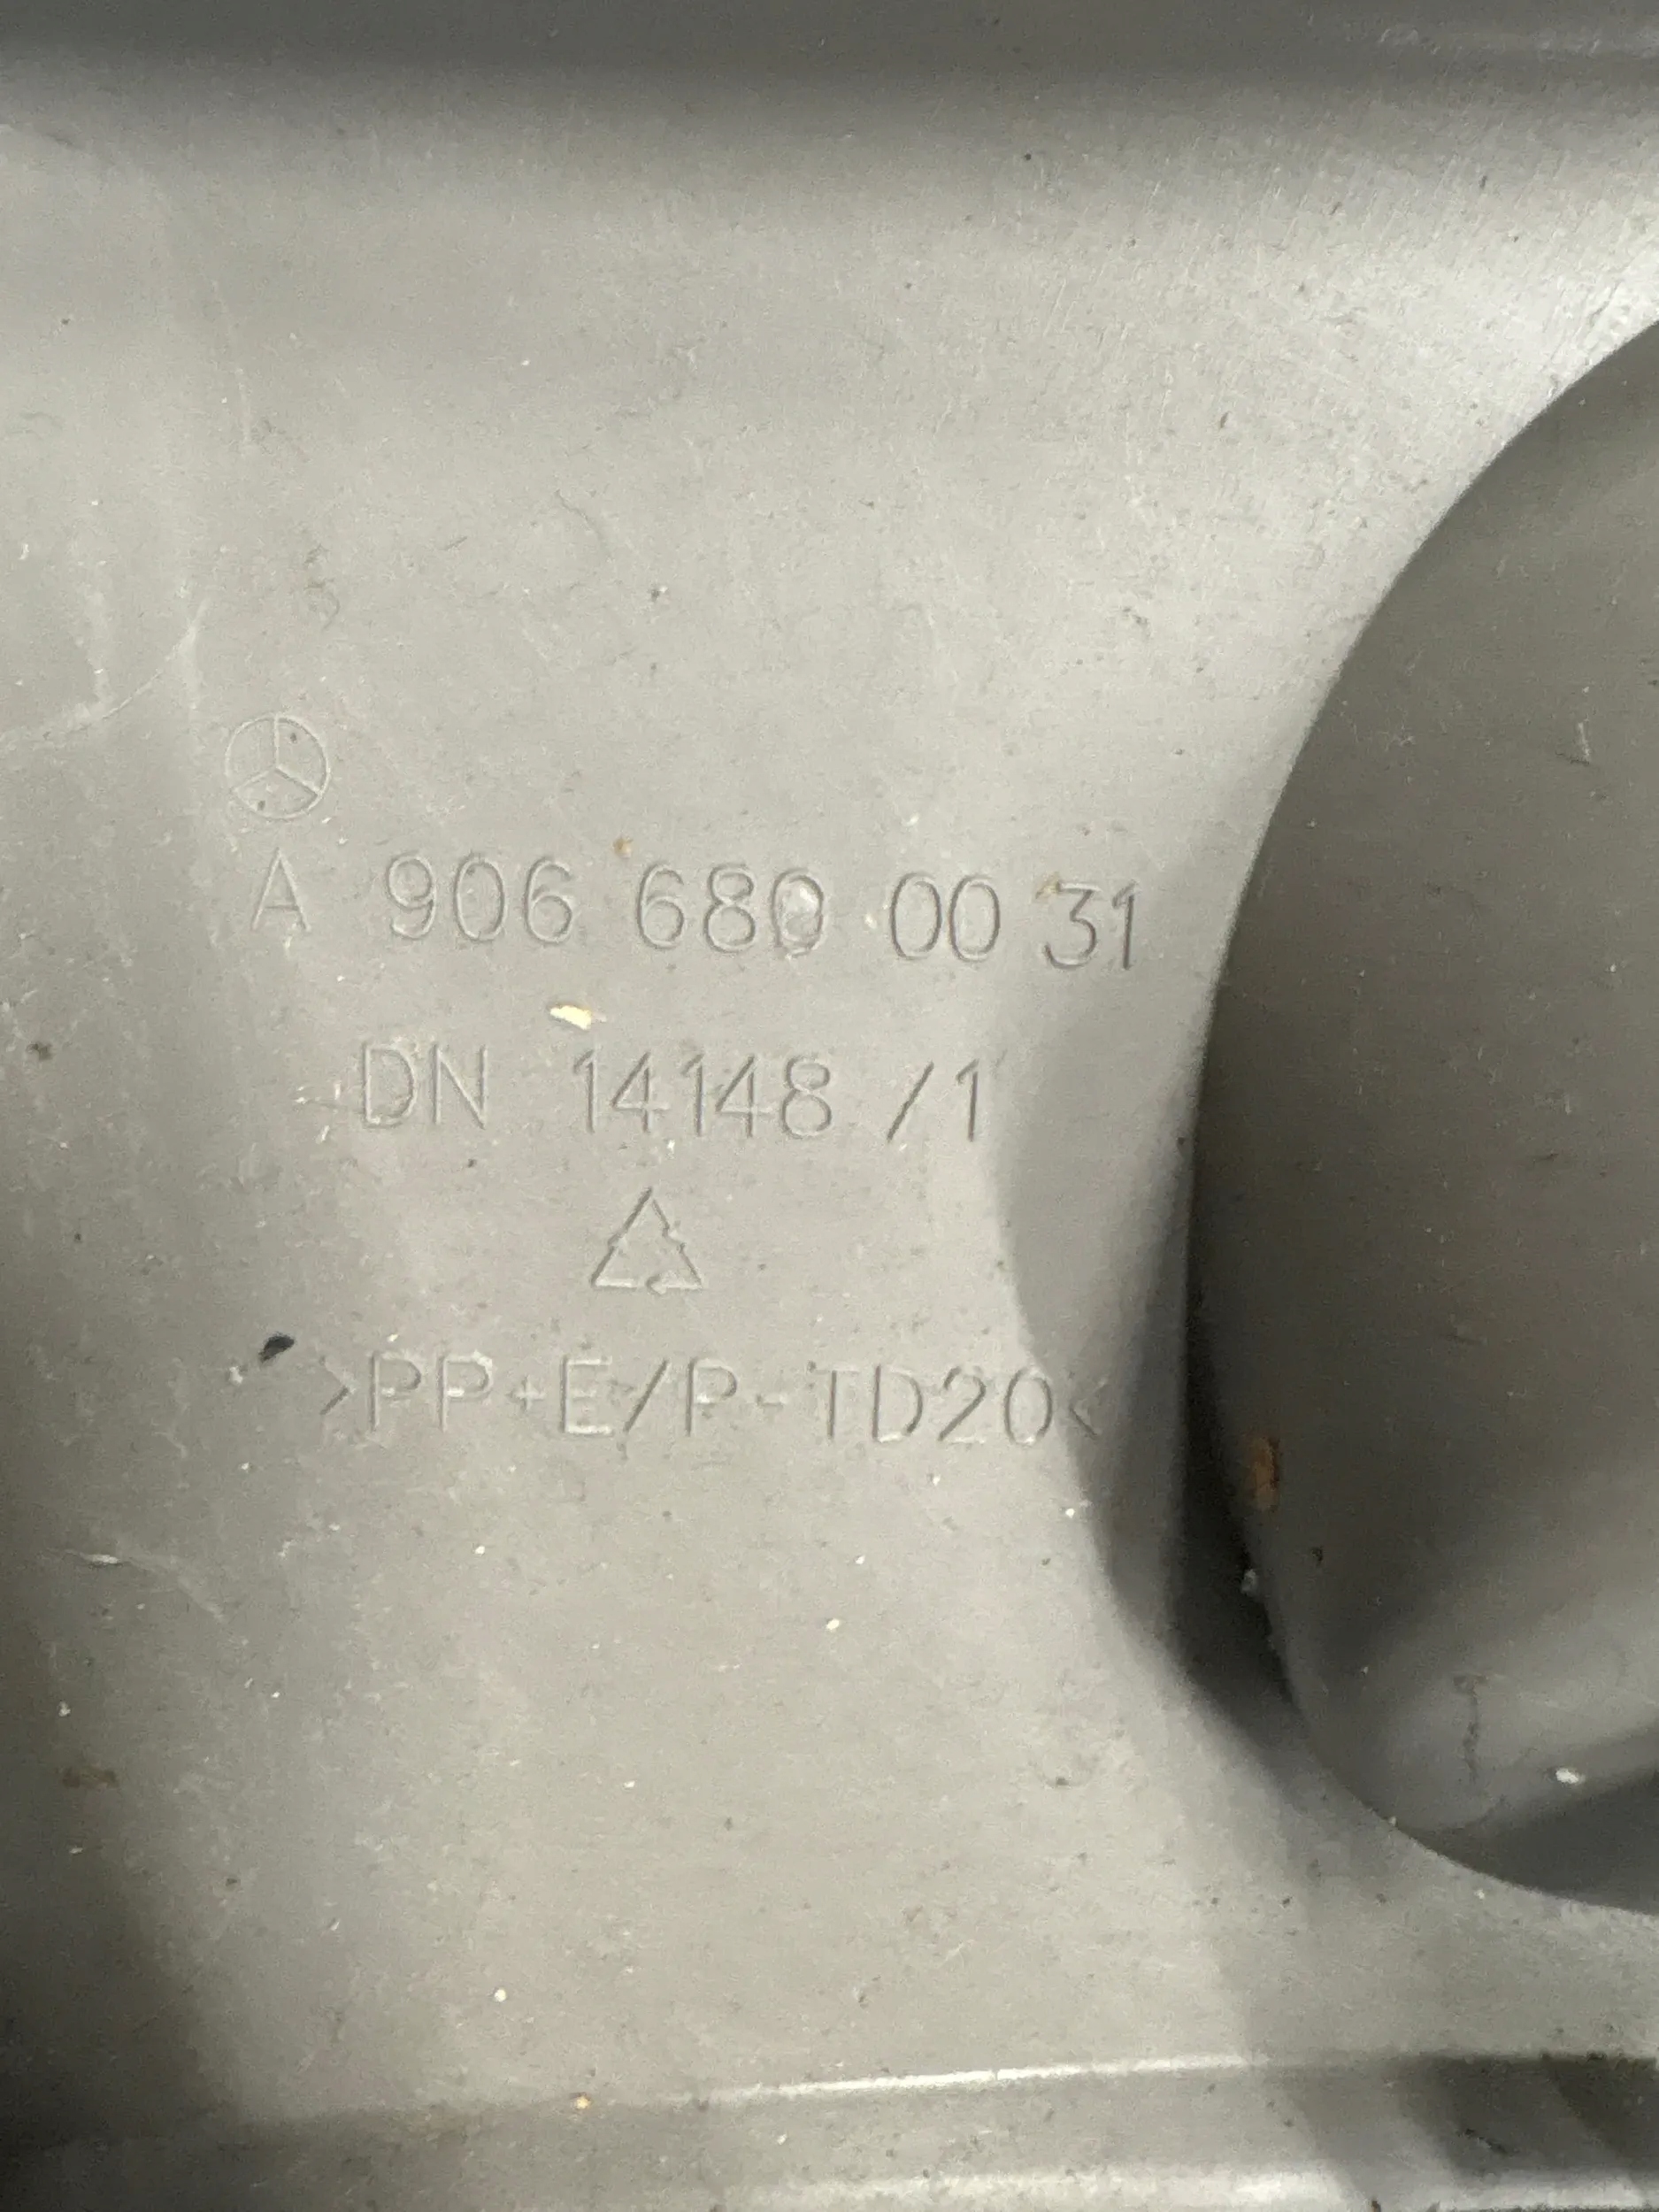 A 906 680 00 31
DN 14148 /1
>PP+E/P-TD20<